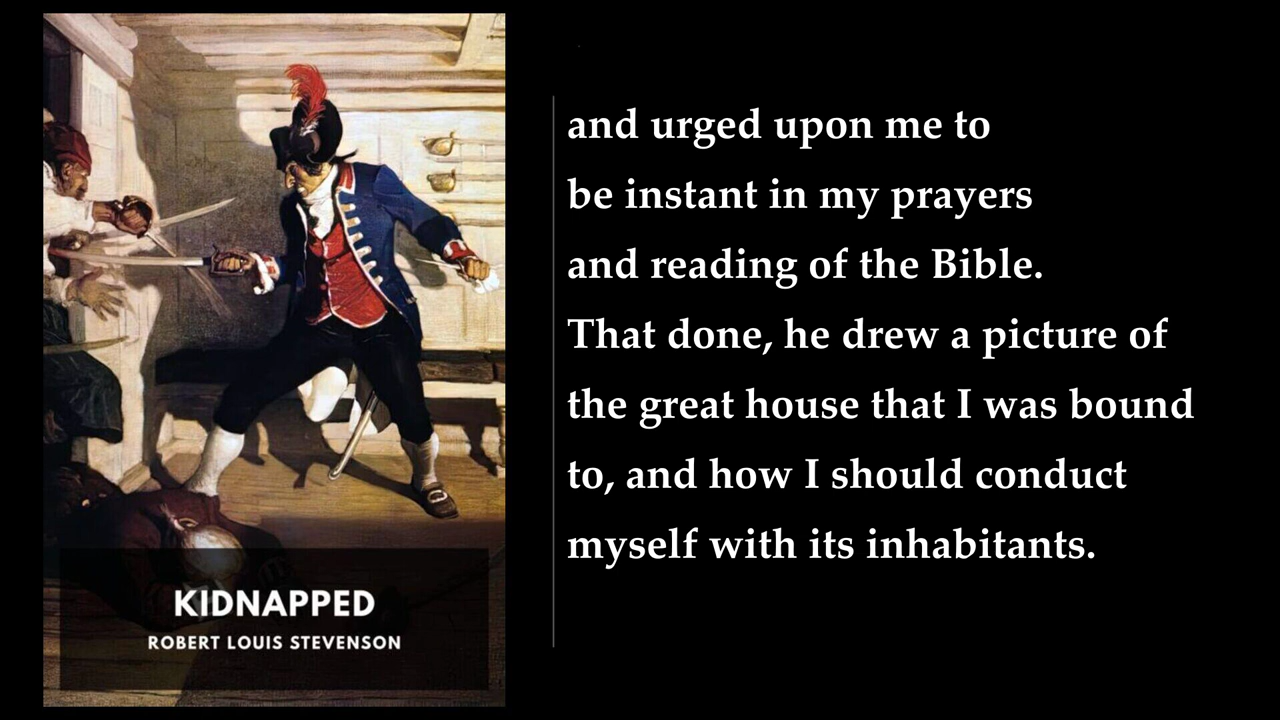 and urged upon me to
be instant in my prayers
and reading of the Bible.
That done, he drew a picture of
the great house that I was bound
to, and how I should conduct
myself with its inhabitants.
KIDNAPPED
ROBERT LOUIS STEVENSON